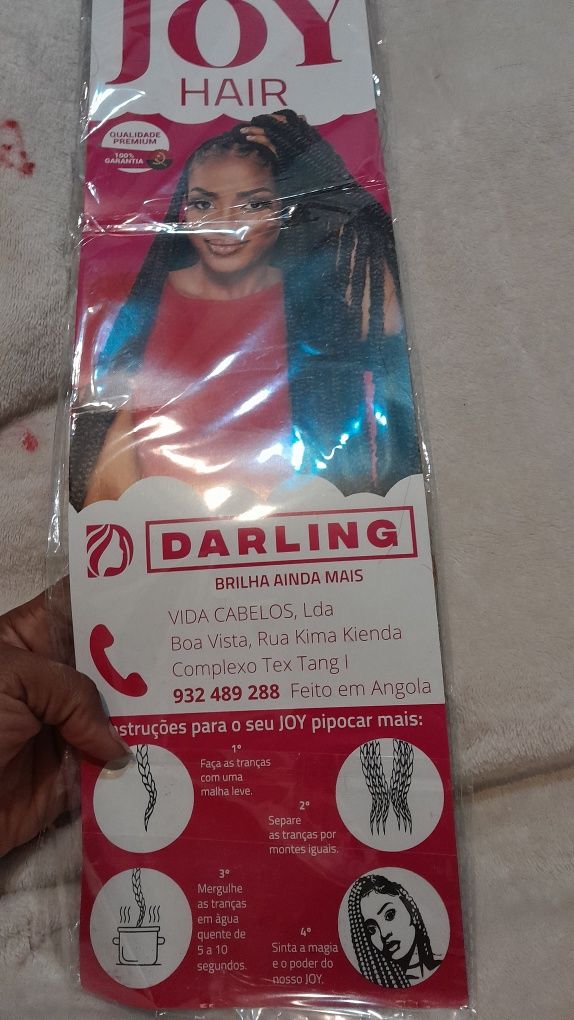 JOY
HAIR
QUALIDADE
PREMIUM
100%
GARANTIA
DARLING
BRILHA AINDA MAIS
VIDA CABELOS, Lda
Boa Vista, Rua Kima Kienda
Complexo Tex Tang I
932 489 288 Feito em Angola
nstruções para o seu JOY pipocar mais:
1º
Faça as tranças
com uma
malha leve.
2º
Separe
as tranças por
montes iguais.
3º
Mergulhe
as tranças
em àgua
quente de
5 a 10
segundos.
4º
Sinta a magia
e o poder do
nosso JOY.